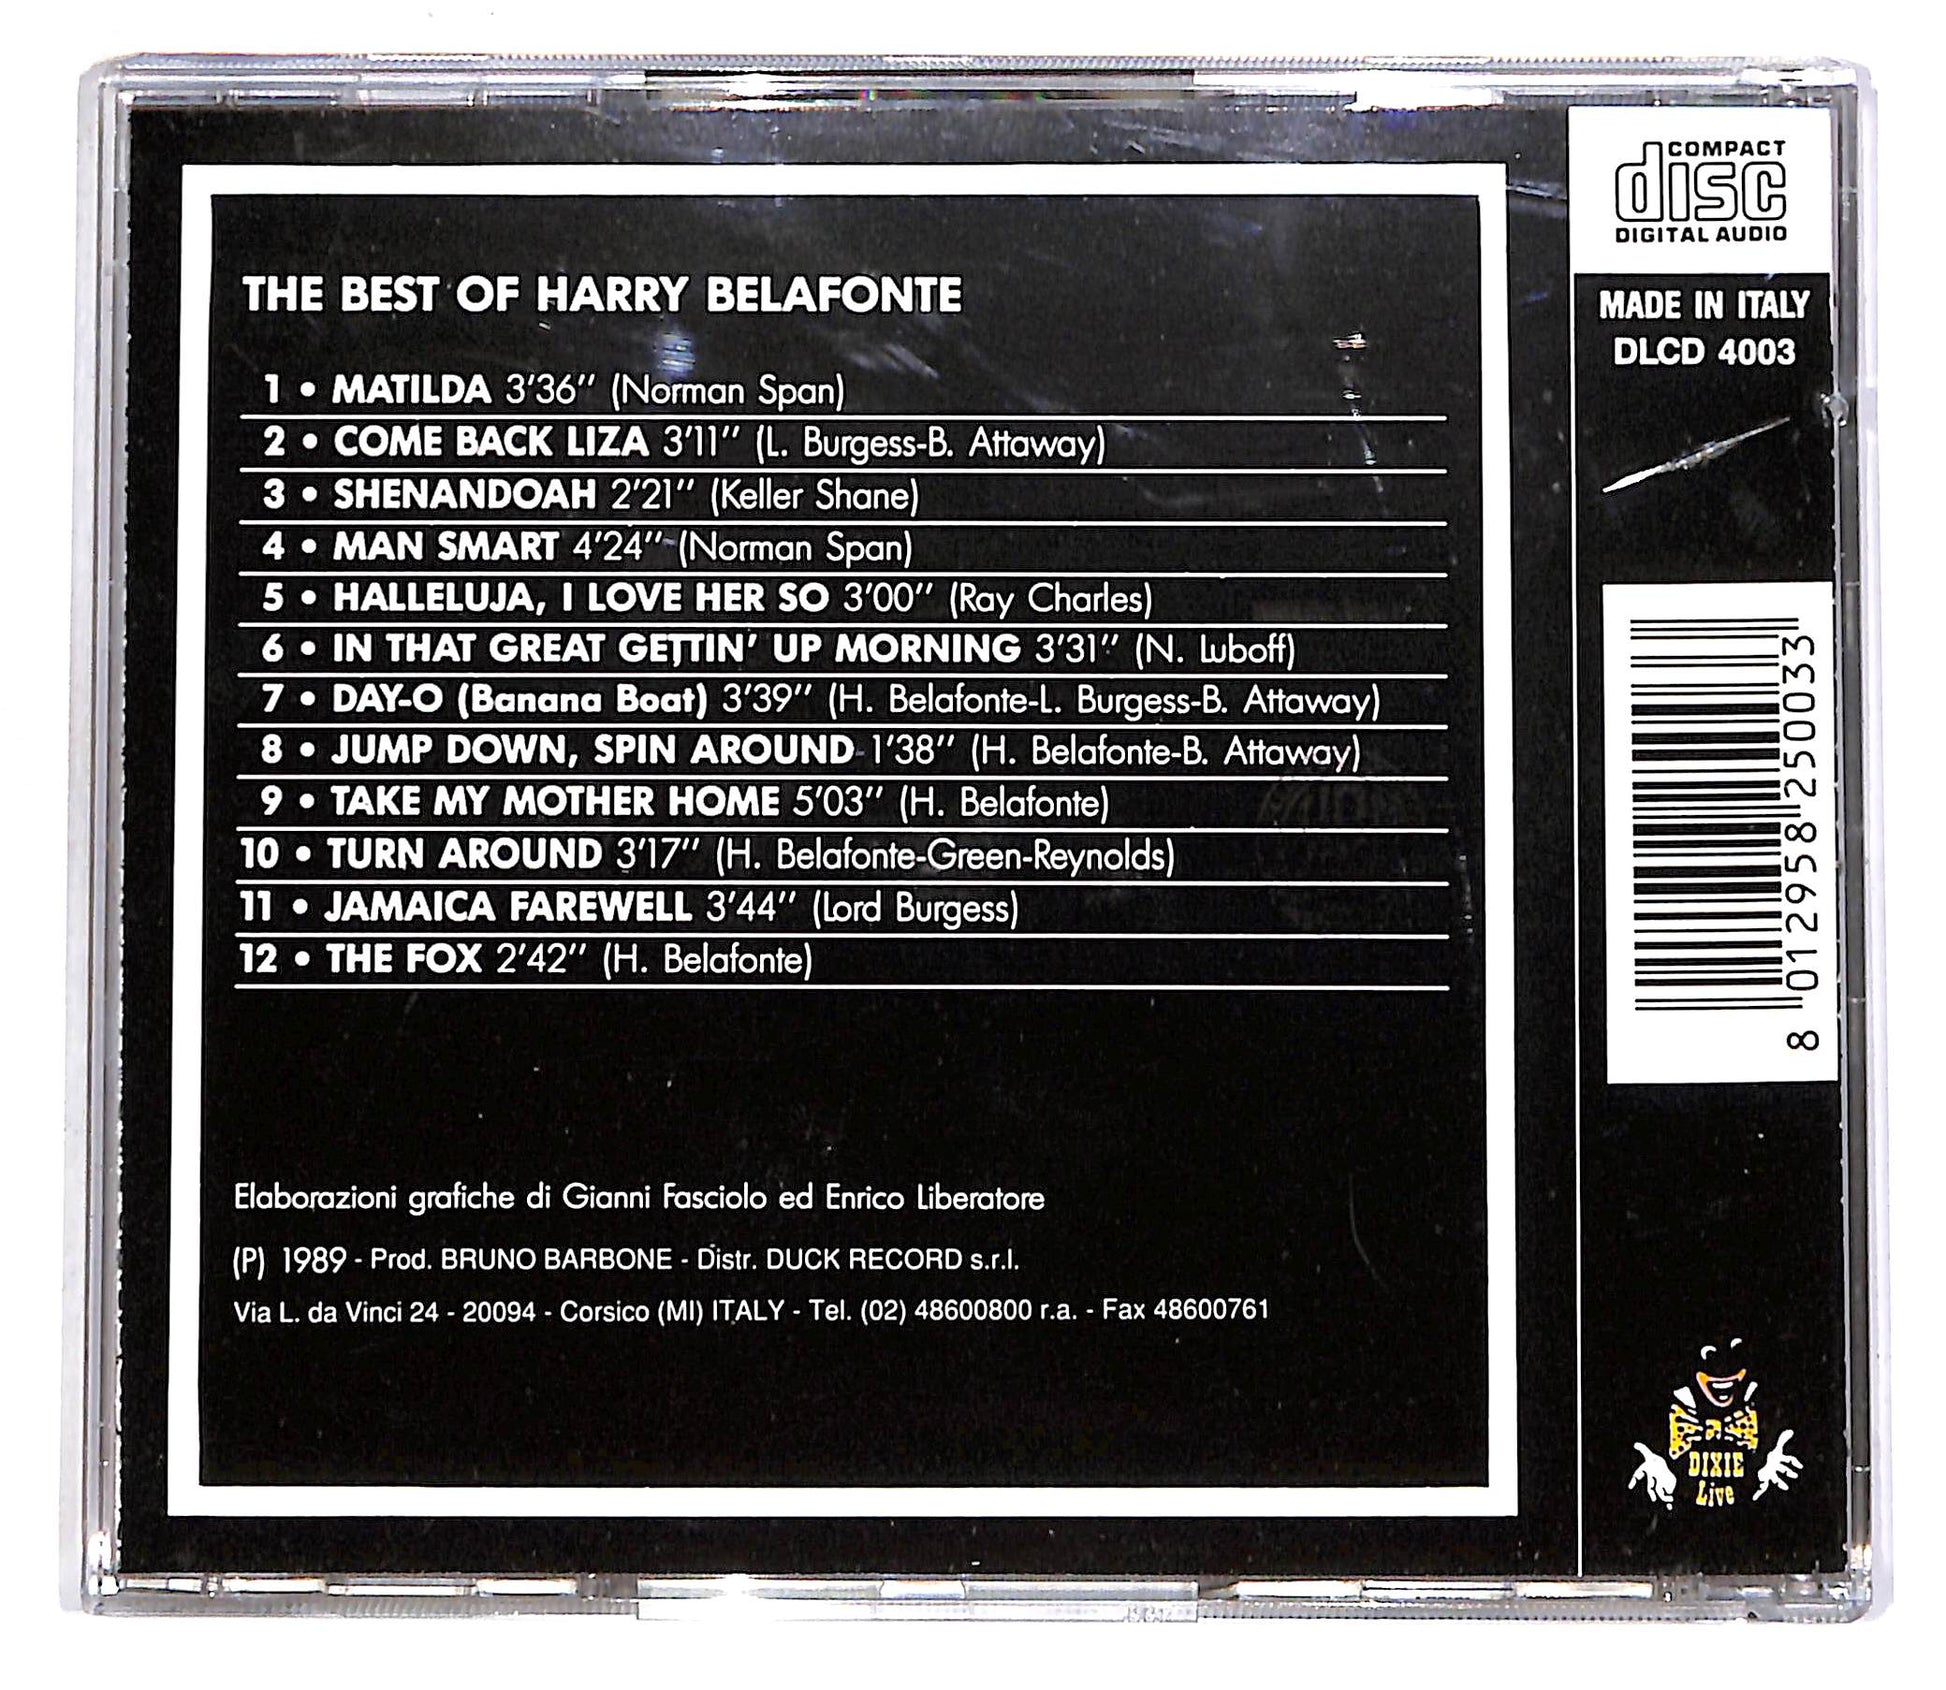 THE BEST OF HARRY BELAFONTE
1 • MATILDA 3'36'' (Norman Span)
2 • COME BACK LIZA 3'11'' (L. Burgess-B. Attaway)
3 • SHENANDOAH 2'21'' (Keller Shane)
4 • MAN SMART 4'24'' (Norman Span)
5 • HALLELUJA, I LOVE HER SO 3'00'' (Ray Charles)
6 • IN THAT GREAT GETTIN' UP MORNING 3'31'' (N. Luboff)
7 • DAY-O (Banana Boat) 3'39'' (H. Belafonte-L. Burgess-B. Attaway)
8 • JUMP DOWN, SPIN AROUND 1'38'' (H. Belafonte-B. Attaway)
9 • TAKE MY MOTHER HOME 5'03'' (H. Belafonte)
10 • TURN AROUND 3'17'' (H. Belafonte-Green-Reynolds)
11 • JAMAICA FAREWELL 3'44'' (Lord Burgess)
12 • THE FOX 2'42'' (H. Belafonte)
Elaborazioni grafiche di Gianni Fasciolo ed Enrico Liberatore
(P) 1989 - Prod. BRUNO BARBONE - Distr. DUCK RECORD s.r.l.
Via L. da Vinci 24 - 20094 - Corsico (MI) ITALY - Tel. (02) 48600800 r.a. - Fax 48600761
COMPACT
disc
DIGITAL AUDIO
MADE IN ITALY
DLCD 4003
8 012958 250033
DIXIE
Live